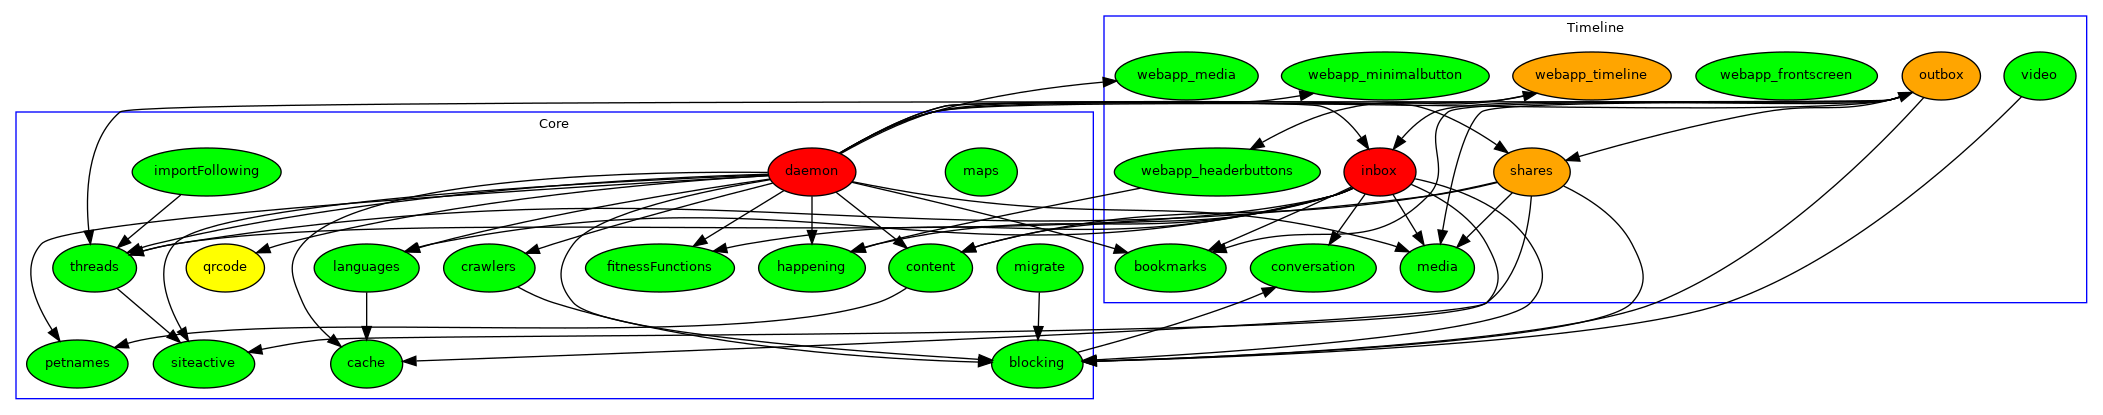 Timeline
webapp_media
webapp_minimalbutton
webapp_timeline
webapp_frontscreen
outbox
video
Core
importFollowing
daemon
maps
webapp_headerbuttons
inbox
shares
threads
qrcode
languages
crawlers
fitnessFunctions
happening
content
migrate
bookmarks
conversation
media
petnames
siteactive
cache
blocking